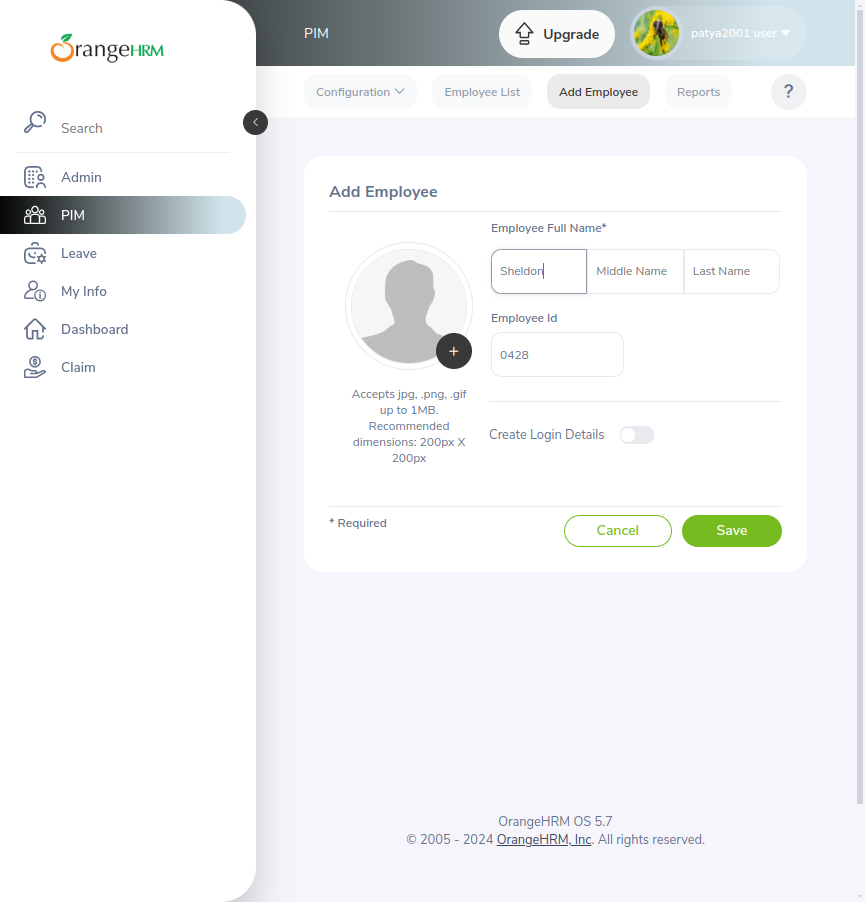 OrangeHRM
PIM
Upgrade
patya2001 user
Configuration
Employee List
Add Employee
Reports
?
Search
Admin
PIM
Leave
My Info
Dashboard
Claim
Add Employee
Employee Full Name*
Sheldon
Middle Name
Last Name
Employee Id
0428
+
Accepts jpg, .png, .gif
up to 1MB.
Recommended
dimensions: 200px X
200px
Create Login Details
* Required
Cancel
Save
OrangeHRM OS 5.7
© 2005 - 2024 OrangeHRM, Inc. All rights reserved.